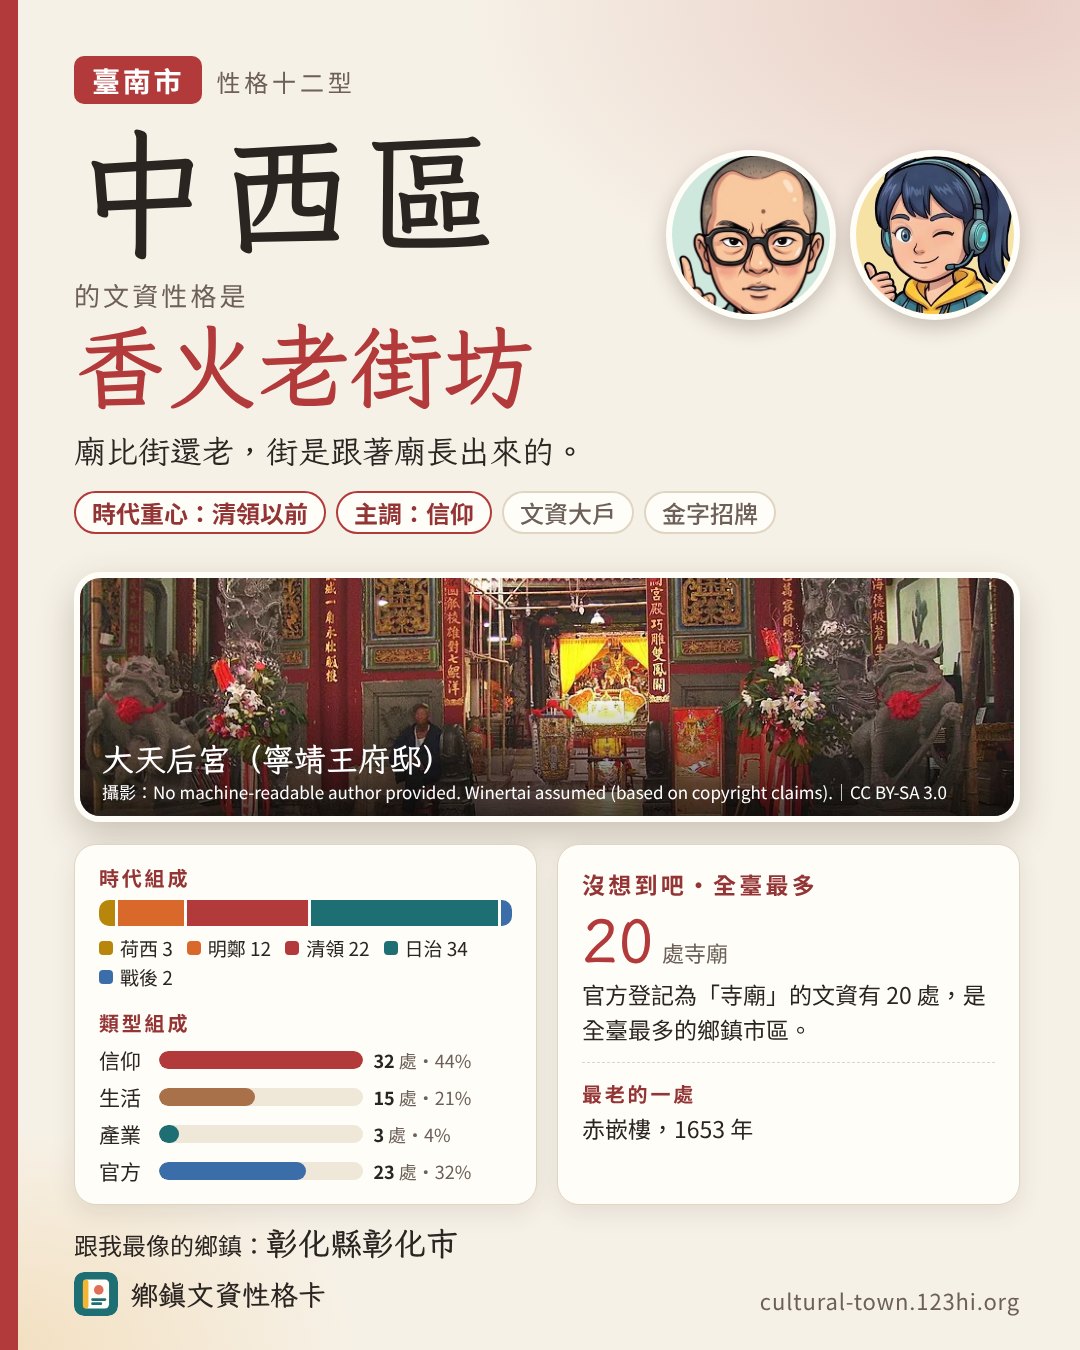 臺南市 性格十二型
中西區
的文資性格是
香火老街坊
廟比街還老，街是跟著廟長出來的。
時代重心：清領以前 主調：信仰 文資大戶 金字招牌
宮殿巧雕雙鳳闕
大天后宮（寧靖王府邸）
攝影：No machine-readable author provided. Winertai assumed (based on copyright claims).｜CC BY-SA 3.0
時代組成
荷西 3 明鄭 12 清領 22 日治 34
戰後 2
類型組成
信仰 32 處・44%
生活 15 處・21%
產業 3 處・4%
官方 23 處・32%
沒想到吧・全臺最多
20 處寺廟
官方登記為「寺廟」的文資有 20 處，是
全臺最多的鄉鎮市區。
最老的一處
赤嵌樓，1653 年
跟我最像的鄉鎮：彰化縣彰化市
鄉鎮文資性格卡
cultural-town.123hi.org